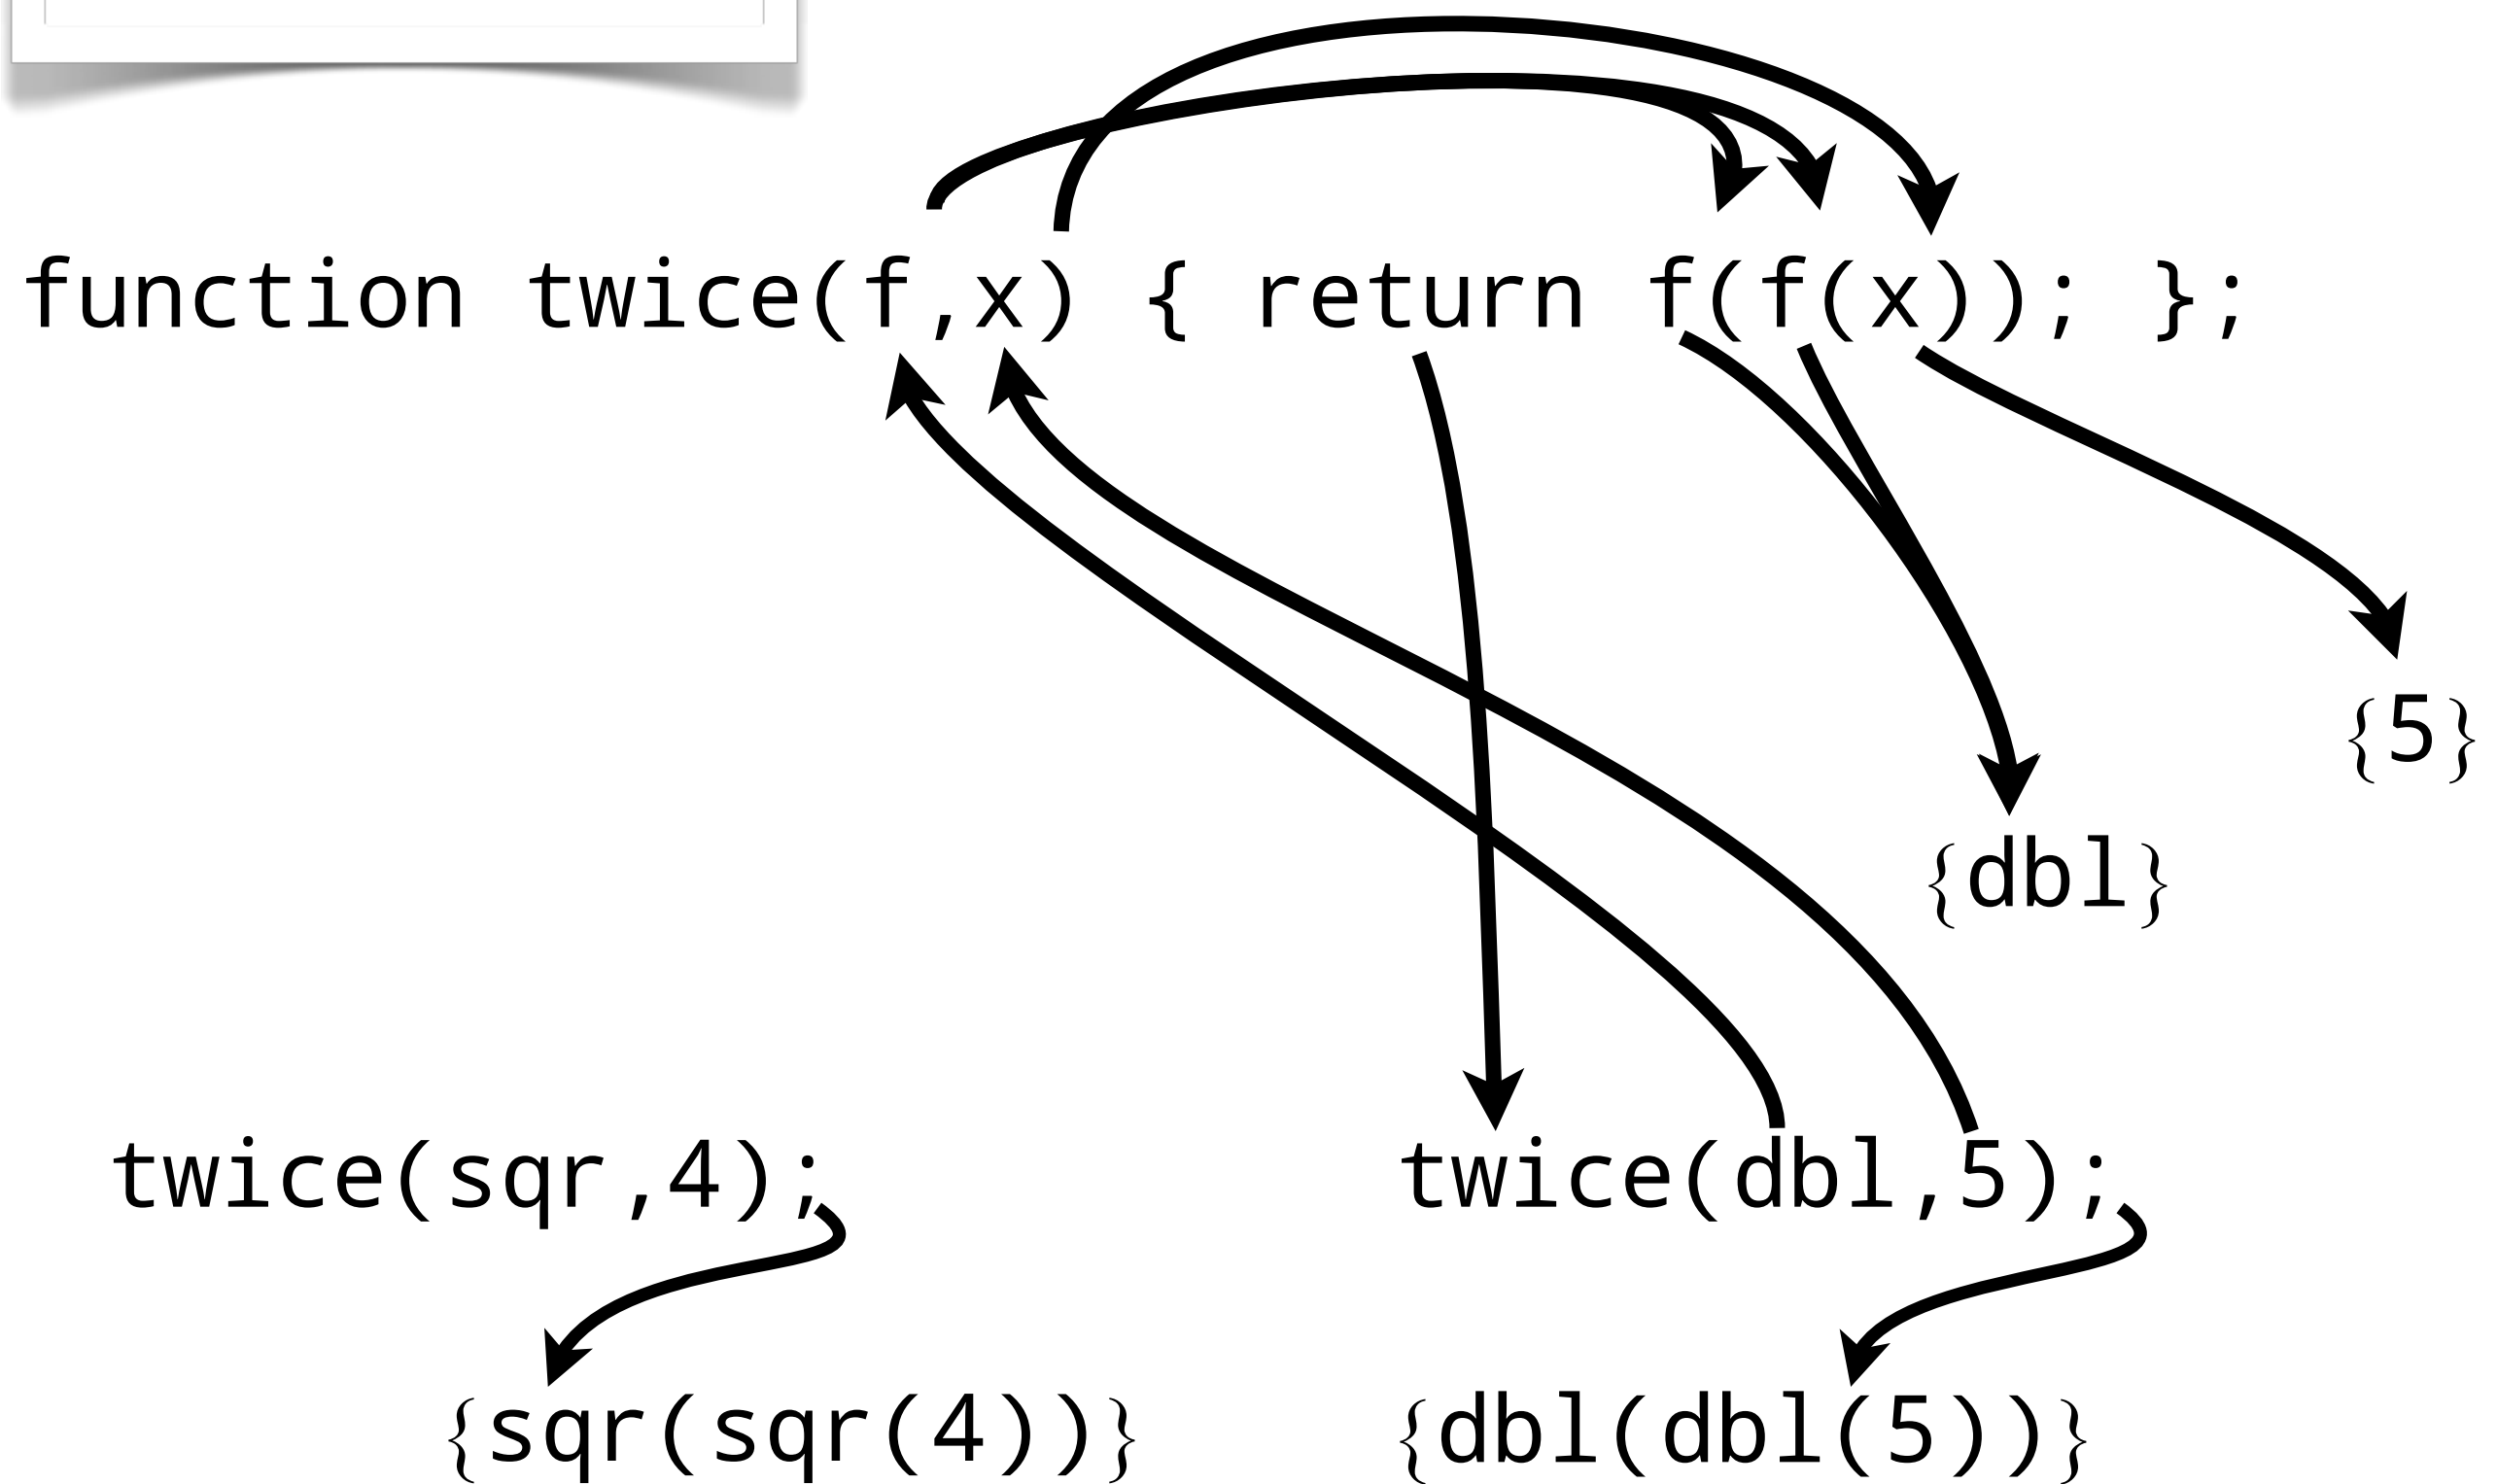 function twice(f,x) { return f(f(x)); };
{5}
{dbl}
twice(sqr,4); twice(dbl,5);
{sqr(sqr(4))} {dbl(dbl(5))}